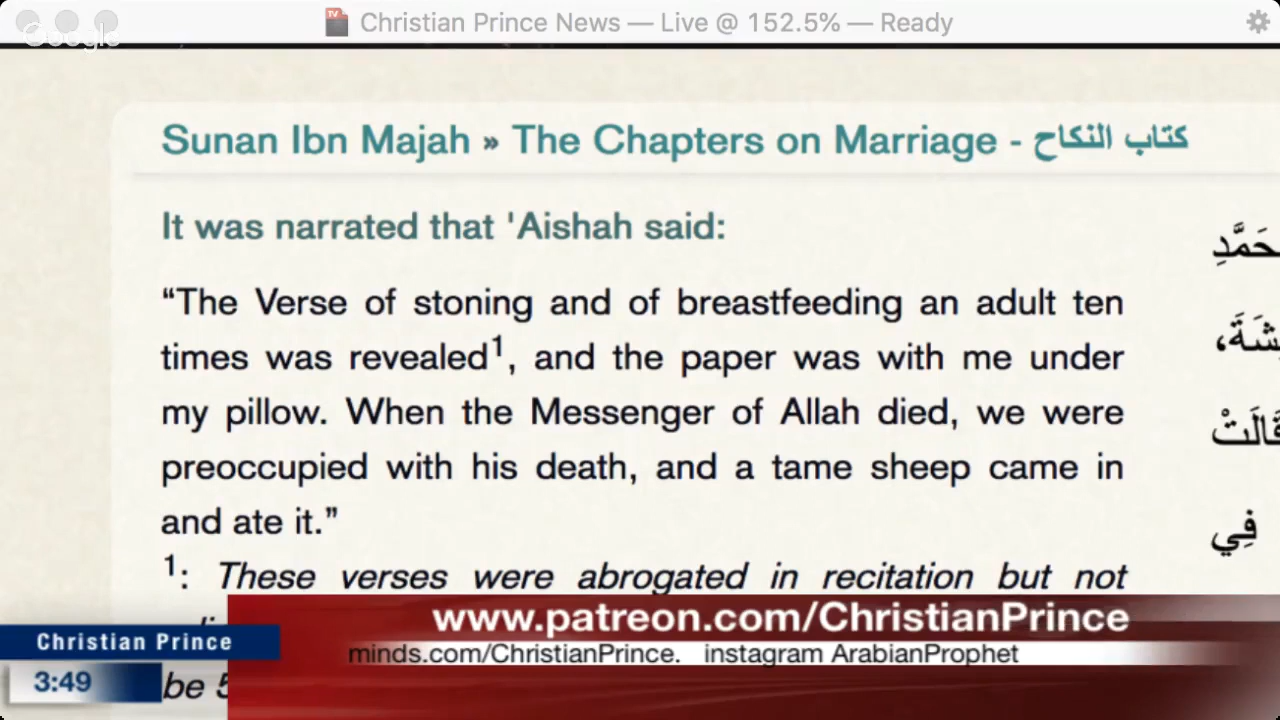 Christian Prince News — Live @ 152.5% — Ready
Google
Sunan Ibn Majah » The Chapters on Marriage - كتاب النكاح
It was narrated that 'Aishah said:
“The Verse of stoning and of breastfeeding an adult ten
times was revealed¹, and the paper was with me under
my pillow. When the Messenger of Allah died, we were
preoccupied with his death, and a tame sheep came in
and ate it.”
¹: These verses were abrogated in recitation but not
be 5
قَالَتْ
فِي
www.patreon.com/ChristianPrince
minds.com/ChristianPrince. instagram ArabianProphet
Christian Prince
3:49